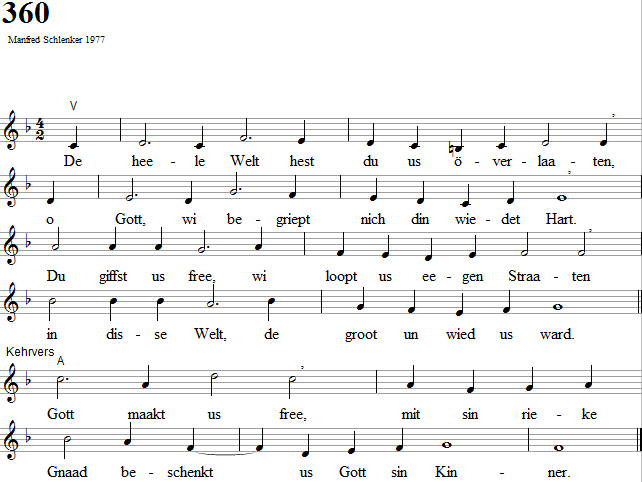 360
Manfred Schlenker 1977
V
4
2
De hee - le Welt hest du us ö - ver - laa - ten,
o Gott, wi be - griept nich din wie - det Hart.
Du giffst us free, wi loopt us ee - gen Straa - ten
in dis - se Welt, de groot un wied us ward.
Kehrvers
A
Gott maakt us free, mit sin rie - ke
Gnaad be - schenkt us Gott sin Kin - ner.